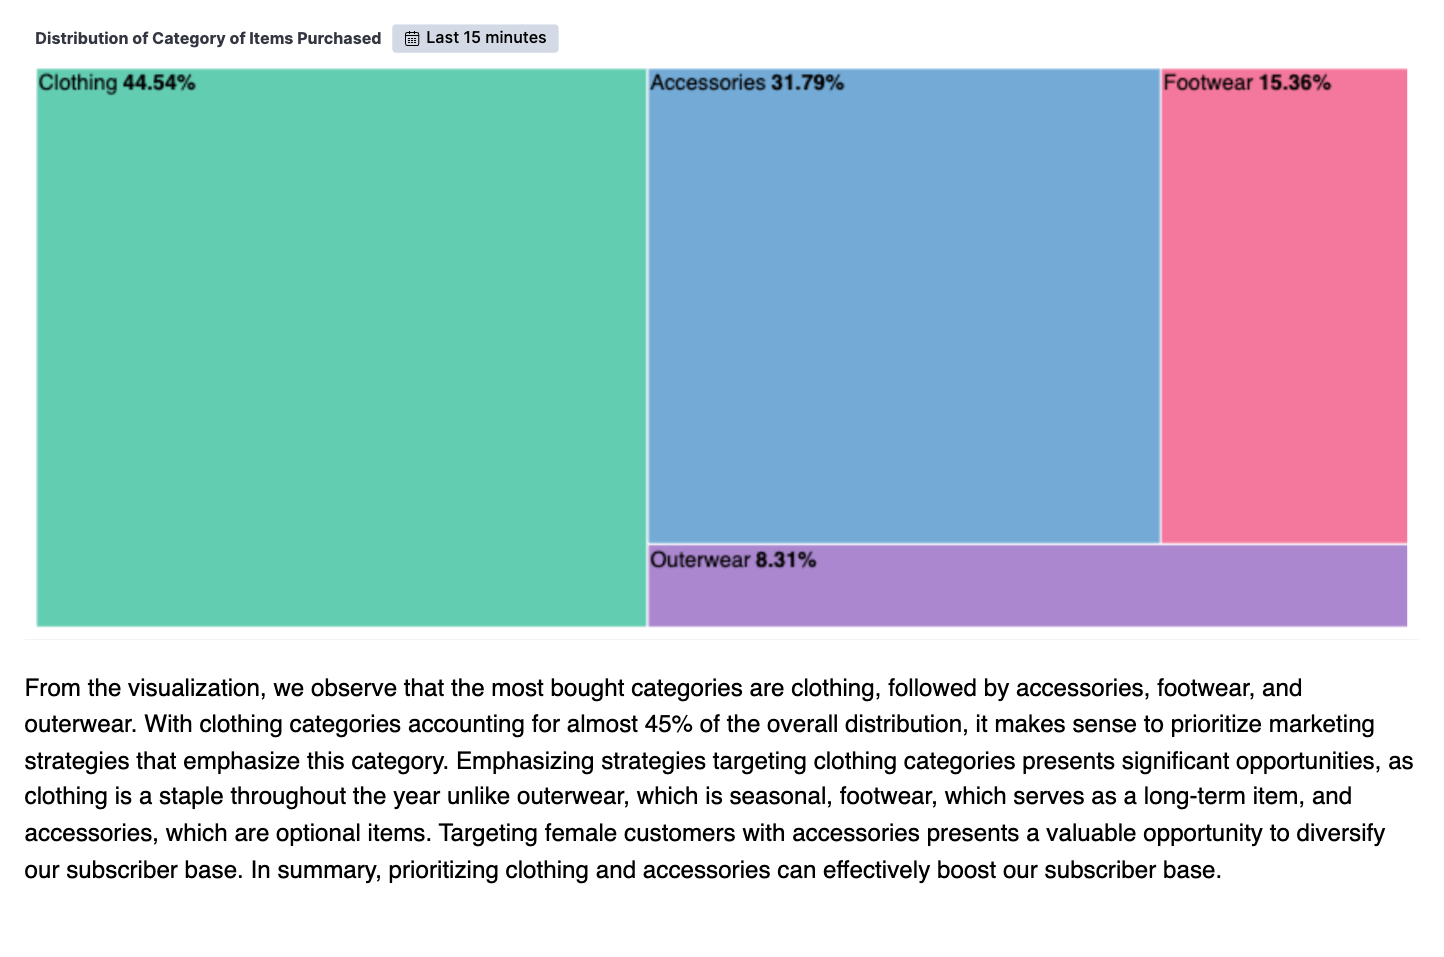 Distribution of Category of Items Purchased Last 15 minutes
Clothing 44.54% Accessories 31.79% Footwear 15.36%
Outerwear 8.31%
From the visualization, we observe that the most bought categories are clothing, followed by accessories, footwear, and
outerwear. With clothing categories accounting for almost 45% of the overall distribution, it makes sense to prioritize marketing
strategies that emphasize this category. Emphasizing strategies targeting clothing categories presents significant opportunities, as
clothing is a staple throughout the year unlike outerwear, which is seasonal, footwear, which serves as a long-term item, and
accessories, which are optional items. Targeting female customers with accessories presents a valuable opportunity to diversify
our subscriber base. In summary, prioritizing clothing and accessories can effectively boost our subscriber base.